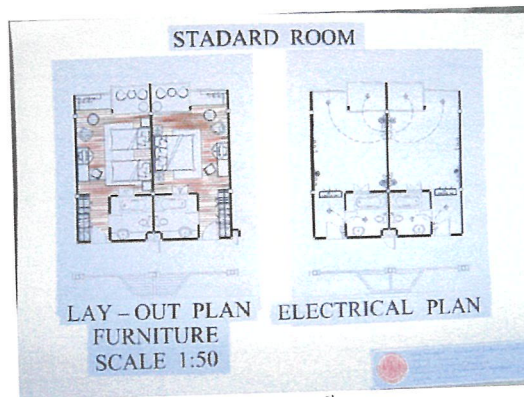 STADARD ROOM
LAY – OUT PLAN
FURNITURE
SCALE 1:50
ELECTRICAL PLAN